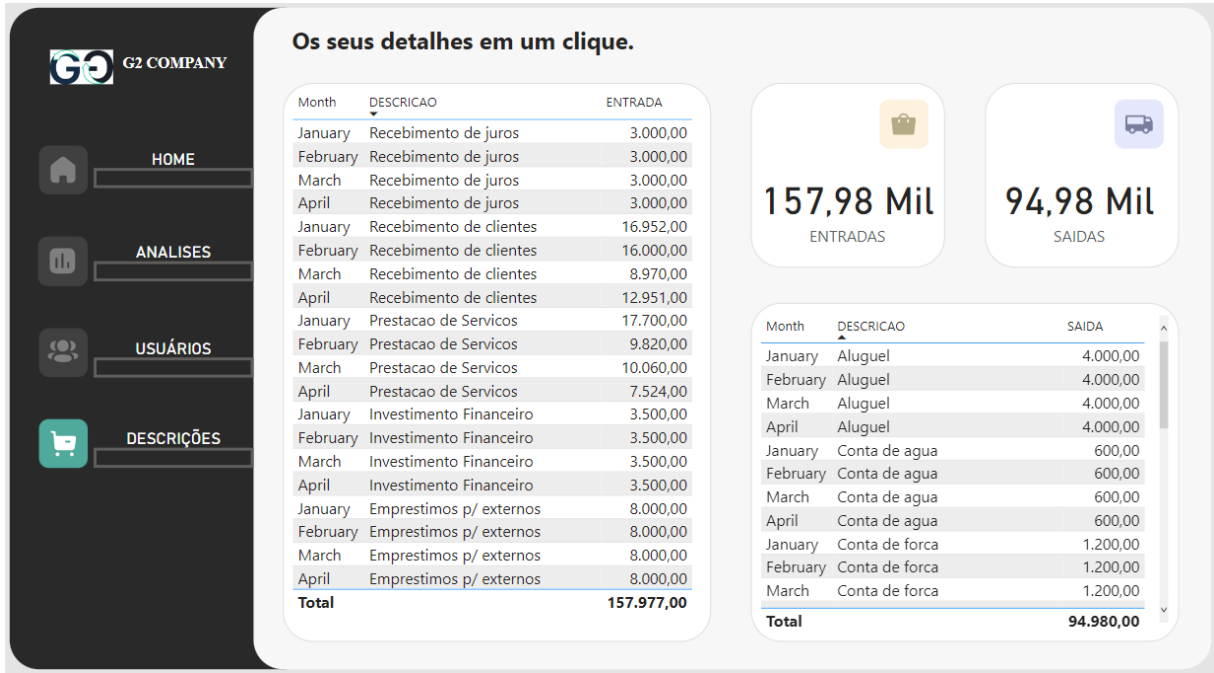 G2 COMPANY
HOME
ANALISES
USUÁRIOS
DESCRIÇÕES
Os seus detalhes em um clique.
Month DESCRICAO ENTRADA
January Recebimento de juros 3.000,00
February Recebimento de juros 3.000,00
March Recebimento de juros 3.000,00
April Recebimento de juros 3.000,00
January Recebimento de clientes 16.952,00
February Recebimento de clientes 16.000,00
March Recebimento de clientes 8.970,00
April Recebimento de clientes 12.951,00
January Prestacao de Servicos 17.700,00
February Prestacao de Servicos 9.820,00
March Prestacao de Servicos 10.060,00
April Prestacao de Servicos 7.524,00
January Investimento Financeiro 3.500,00
February Investimento Financeiro 3.500,00
March Investimento Financeiro 3.500,00
April Investimento Financeiro 3.500,00
January Emprestimos p/ externos 8.000,00
February Emprestimos p/ externos 8.000,00
March Emprestimos p/ externos 8.000,00
April Emprestimos p/ externos 8.000,00
Total 157.977,00
157,98 Mil
ENTRADAS
94,98 Mil
SAIDAS
Month DESCRICAO SAIDA
January Aluguel 4.000,00
February Aluguel 4.000,00
March Aluguel 4.000,00
April Aluguel 4.000,00
January Conta de agua 600,00
February Conta de agua 600,00
March Conta de agua 600,00
April Conta de agua 600,00
January Conta de forca 1.200,00
February Conta de forca 1.200,00
March Conta de forca 1.200,00
Total 94.980,00